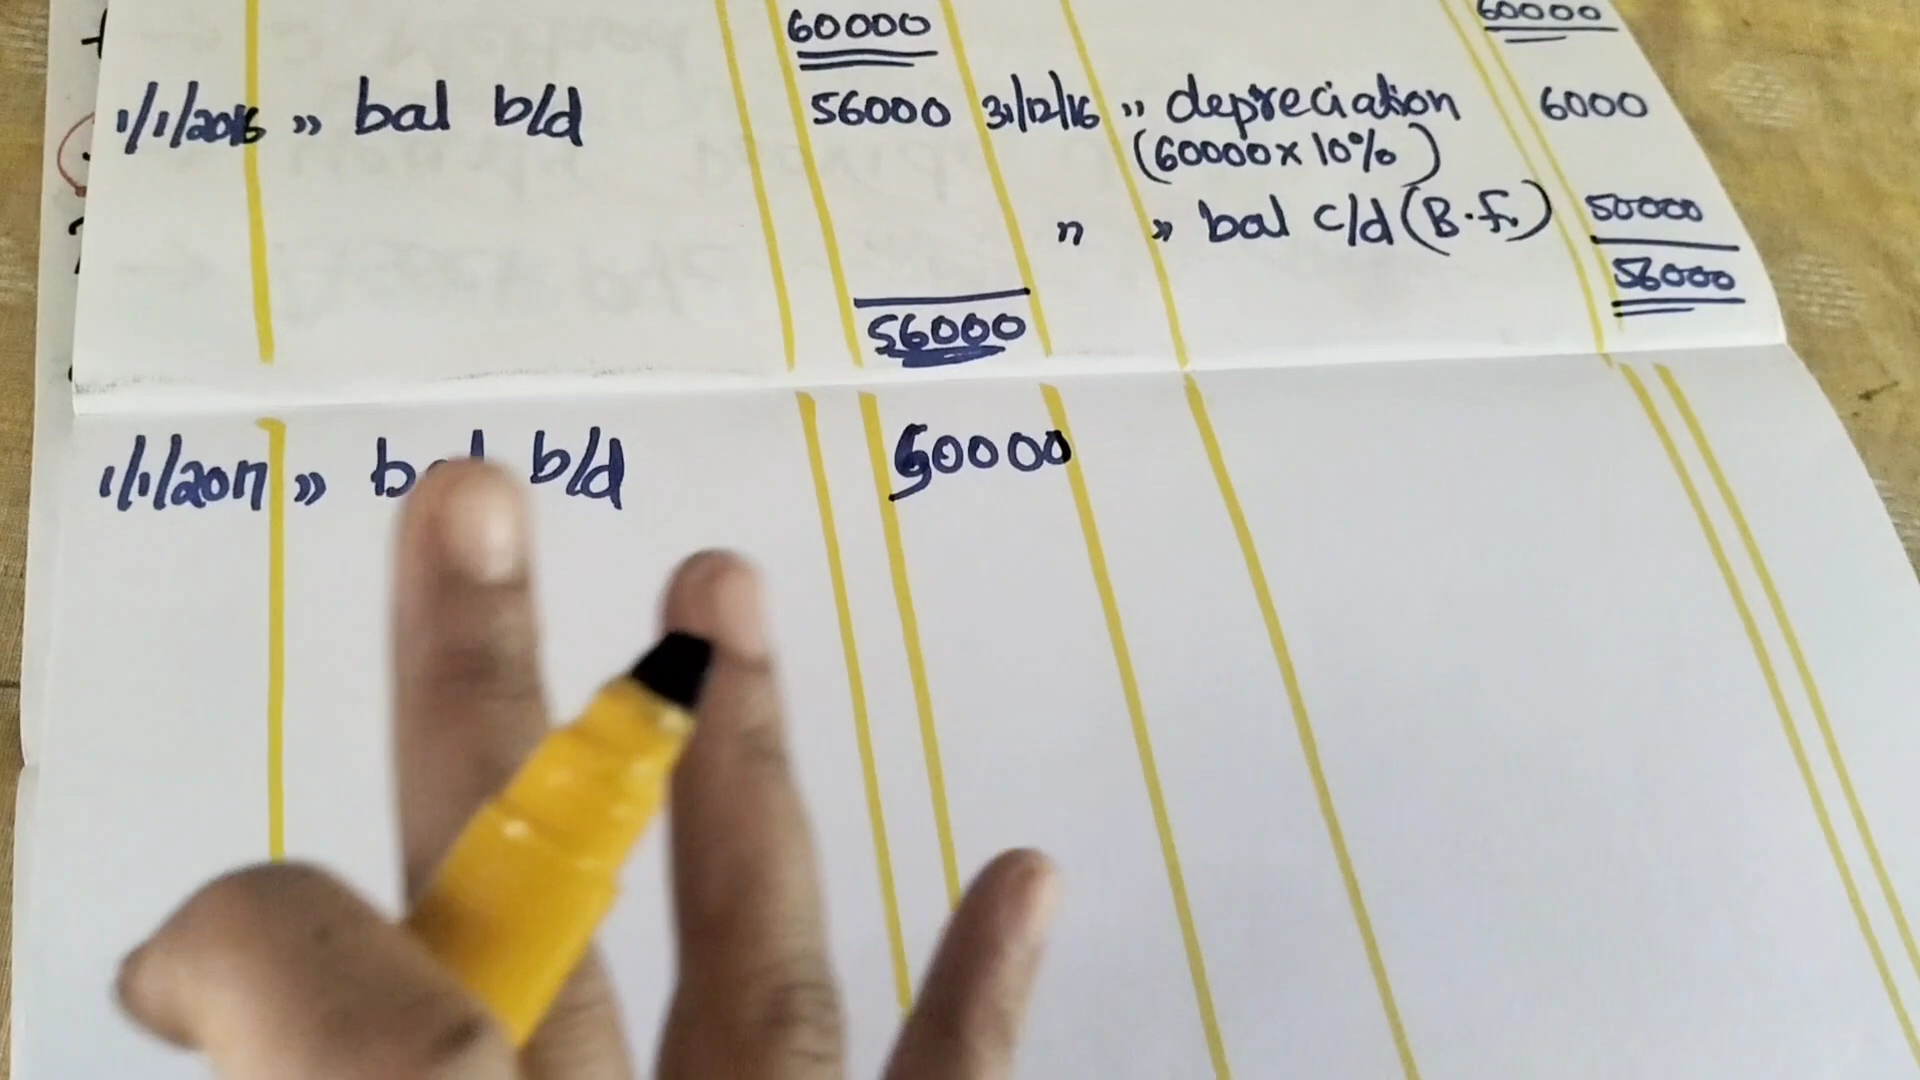 60000 60000
1/1/2016 " bal b/d 56000 31/12/16 " depreciation 6000
(60000 x 10%)
" " bal c/d (B.f.) 50000
56000
56000
1/1/2017 " bal b/d 50000